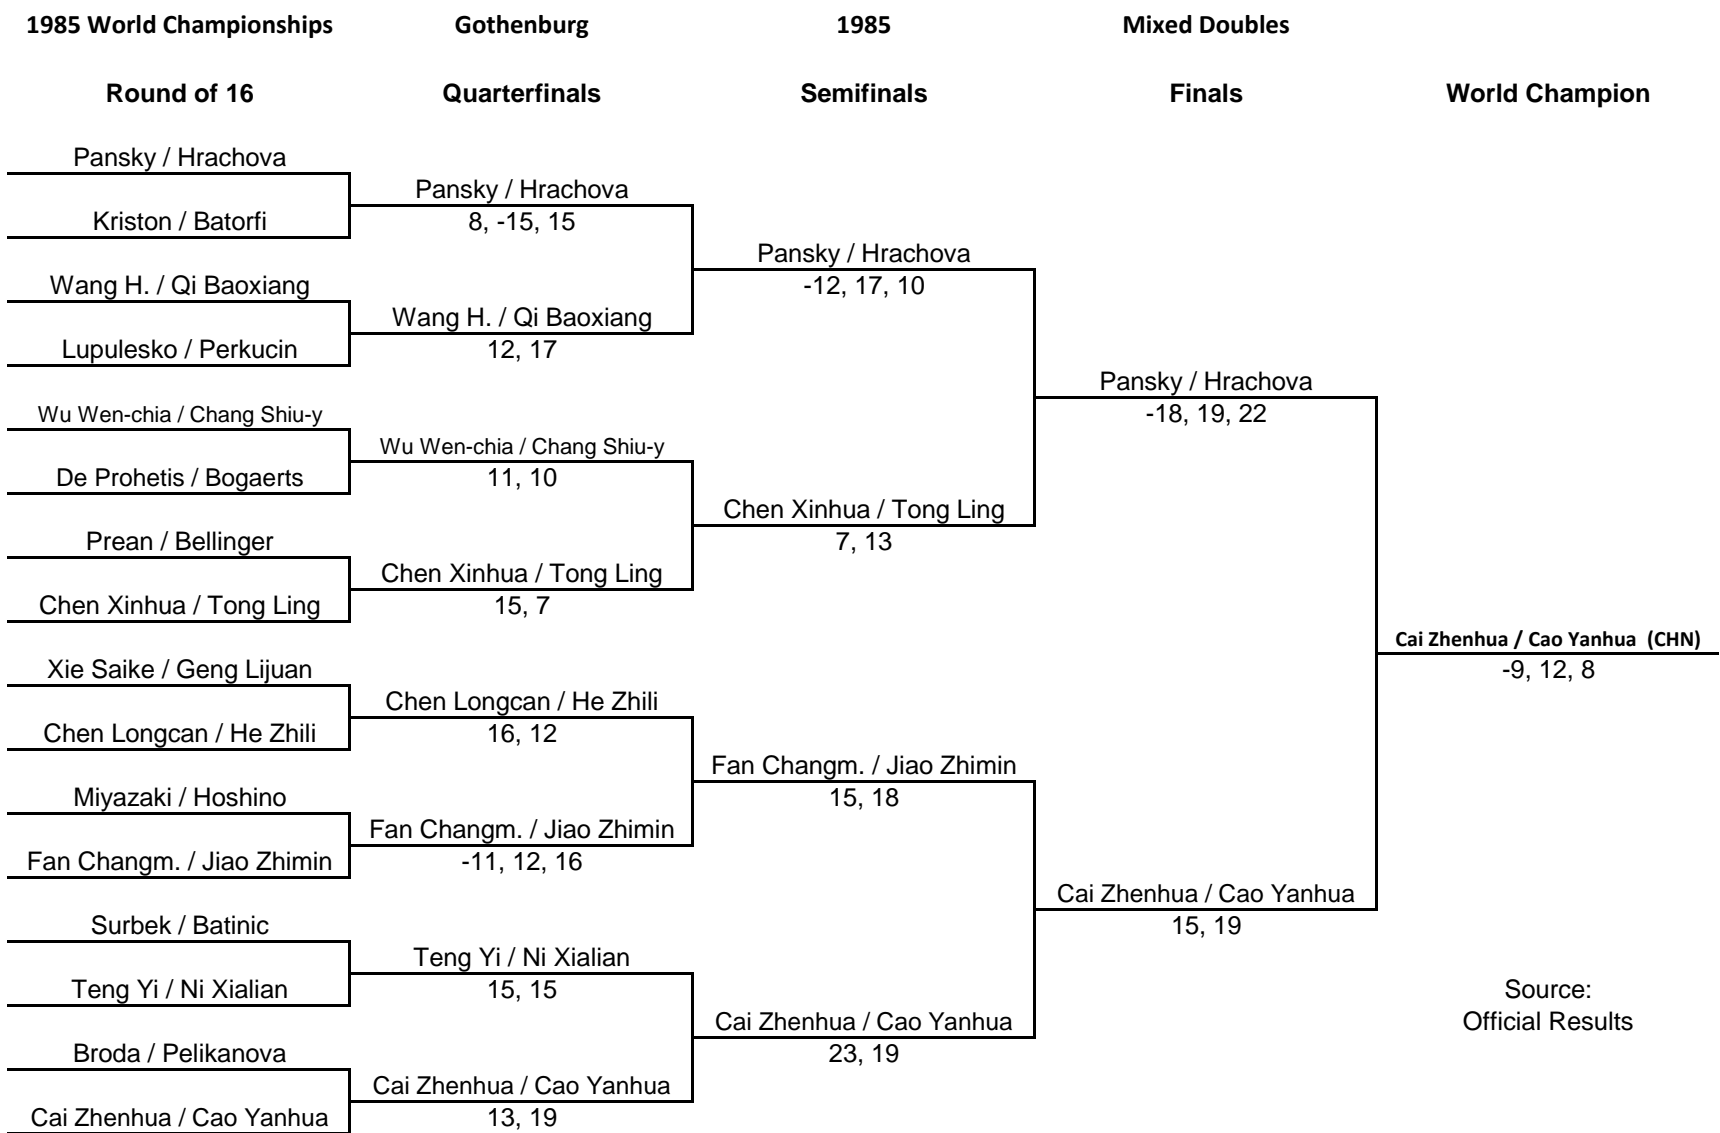 1985 World Championships Gothenburg 1985 Mixed Doubles
Round of 16 Quarterfinals Semifinals Finals World Champion
Pansky / Hrachova
Pansky / Hrachova
Kriston / Batorfi
8, -15, 15
Pansky / Hrachova
Wang H. / Qi Baoxiang
-12, 17, 10
Wang H. / Qi Baoxiang
Lupulesko / Perkucin
12, 17
Pansky / Hrachova
Wu Wen-chia / Chang Shiu-y
-18, 19, 22
Wu Wen-chia / Chang Shiu-y
De Prohetis / Bogaerts
11, 10
Chen Xinhua / Tong Ling
Prean / Bellinger
7, 13
Chen Xinhua / Tong Ling
Chen Xinhua / Tong Ling
15, 7
Cai Zhenhua / Cao Yanhua (CHN)
Xie Saike / Geng Lijuan
-9, 12, 8
Chen Longcan / He Zhili
Chen Longcan / He Zhili
16, 12
Fan Changm. / Jiao Zhimin
Miyazaki / Hoshino
15, 18
Fan Changm. / Jiao Zhimin
Fan Changm. / Jiao Zhimin
-11, 12, 16
Cai Zhenhua / Cao Yanhua
Surbek / Batinic
15, 19
Teng Yi / Ni Xialian
Teng Yi / Ni Xialian
15, 15
Source:
Cai Zhenhua / Cao Yanhua
Official Results
Broda / Pelikanova
23, 19
Cai Zhenhua / Cao Yanhua
Cai Zhenhua / Cao Yanhua
13, 19